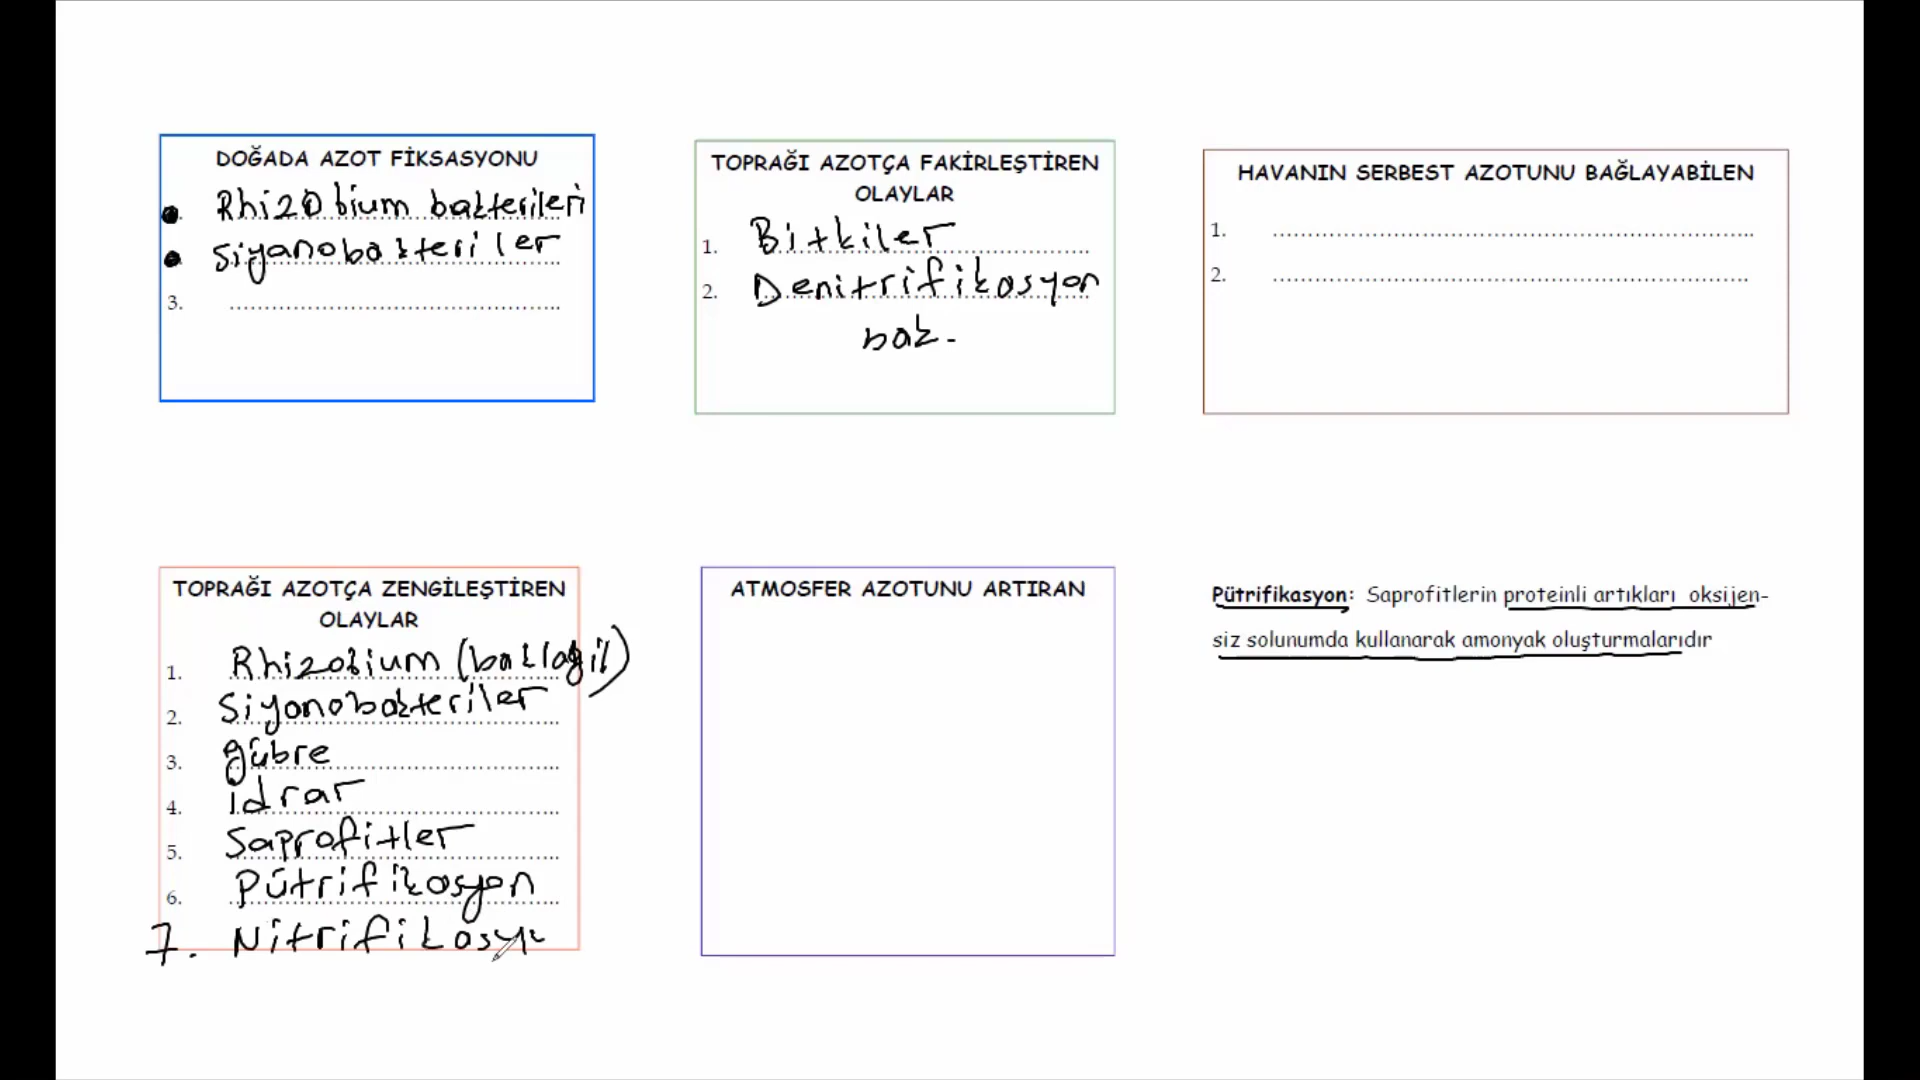 DOĞADA AZOT FİKSASYONU
Rhizobium bakterileri
Siyanobakteriler
3.
TOPRAĞI AZOTÇA FAKİRLEŞTİREN
OLAYLAR
1. Bitkiler
2. Denitrifikasyon
bak.
HAVANIN SERBEST AZOTUNU BAĞLAYABİLEN
1.
2.
TOPRAĞI AZOTÇA ZENGİLEŞTİREN
OLAYLAR
1. Rhizobium (baklagil)
2. Siyanobakteriler
3. gübre
4. idrar
5. Saprofitler
6. Pütrifikasyon
7. Nitrifikasyo
ATMOSFER AZOTUNU ARTIRAN
Pütrifikasyon: Saprofitlerin proteinli artıkları oksijen-
siz solunumda kullanarak amonyak oluşturmalarıdır